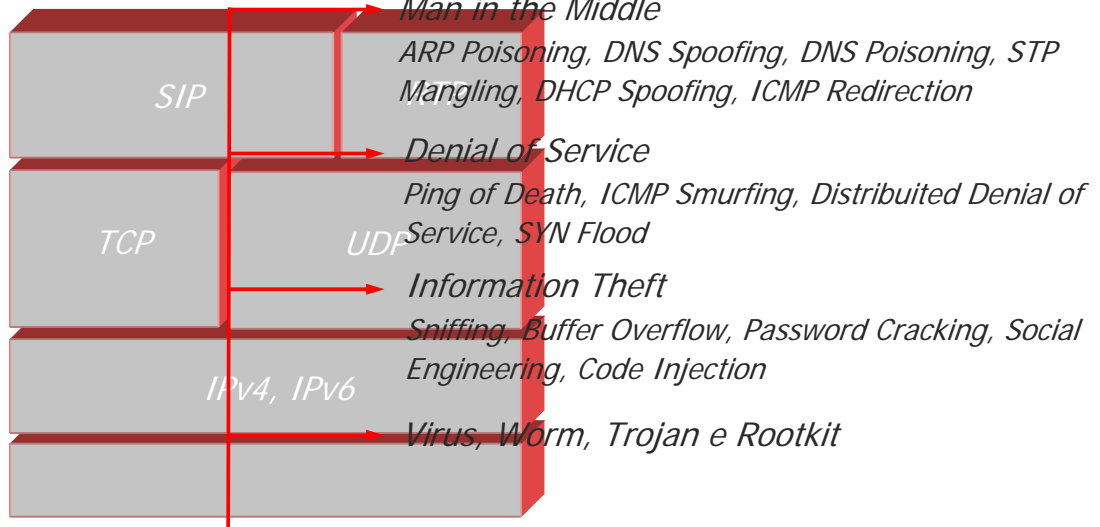 Man in the Middle
ARP Poisoning, DNS Spoofing, DNS Poisoning, STP
Mangling, DHCP Spoofing, ICMP Redirection
SIP
RTP
Denial of Service
Ping of Death, ICMP Smurfing, Distribuited Denial of
Service, SYN Flood
TCP
UDP
Information Theft
Sniffing, Buffer Overflow, Password Cracking, Social
Engineering, Code Injection
IPv4, IPv6
Virus, Worm, Trojan e Rootkit